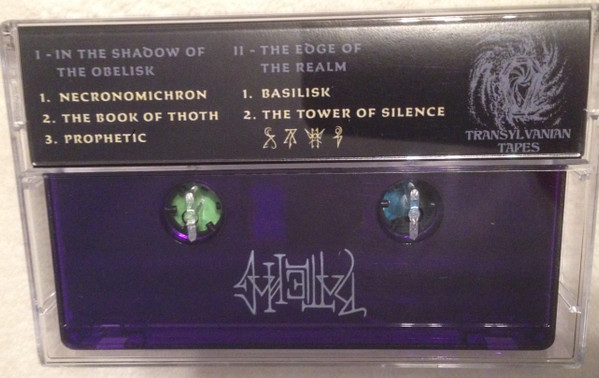 I - IN THE SHADOW OF
THE OBELISK
1. NECRONOMICHRON
2. THE BOOK OF THOTH
3. PROPHETIC
II - THE EDGE OF
THE REALM
1. BASILISK
2. THE TOWER OF SILENCE
TRANSYLVANIAN
TAPES